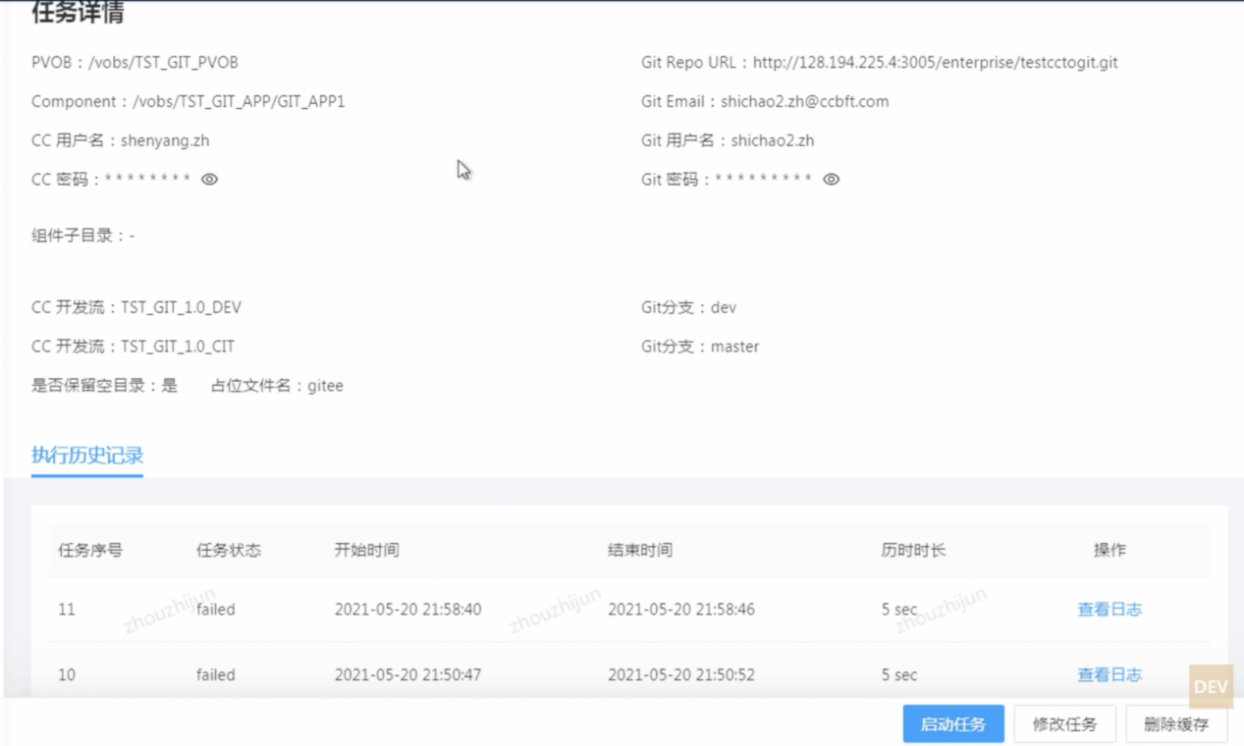 任务详情
PVOB：/vobs/TST_GIT_PVOB
Git Repo URL：http://128.194.225.4:3005/enterprise/testcctogit.git
Component：/vobs/TST_GIT_APP/GIT_APP1
Git Email：shichao2.zh@ccbft.com
CC 用户名：shenyang.zh
Git 用户名：shichao2.zh
CC 密码：* * * * * * * *
Git 密码：* * * * * * * * *
组件子目录：-
CC 开发流：TST_GIT_1.0_DEV
Git分支：dev
CC 开发流：TST_GIT_1.0_CIT
Git分支：master
是否保留空目录：是 占位文件名：gitee
执行历史记录
任务序号 任务状态 开始时间 结束时间 历时时长 操作
11 failed 2021-05-20 21:58:40 2021-05-20 21:58:46 5 sec 查看日志
zhouzhijun zhouzhijun zhouzhijun
10 failed 2021-05-20 21:50:47 2021-05-20 21:50:52 5 sec 查看日志
DEV
启动任务 修改任务 删除缓存